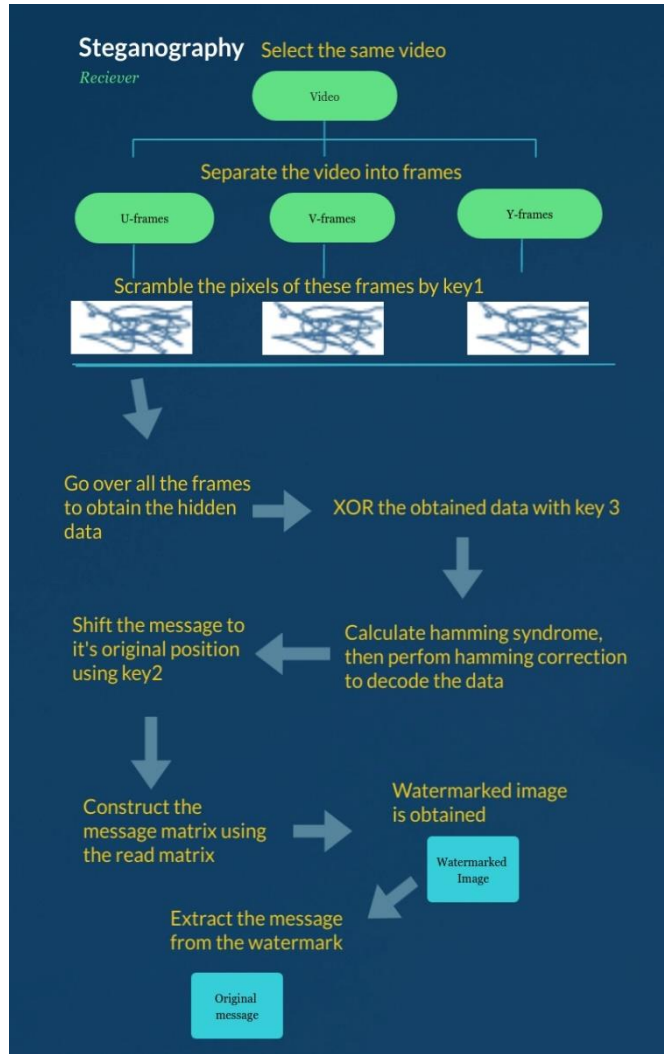 Steganography
Select the same video
Reciever
Video
Separate the video into frames
U-frames
V-frames
Y-frames
Scramble the pixels of these frames by key1
Go over all the frames
to obtain the hidden
data
XOR the obtained data with key 3
Calculate hamming syndrome,
then perfom hamming correction
to decode the data
Shift the message to
it's original position
using key2
Construct the
message matrix using
the read matrix
Watermarked image
is obtained
Watermarked
Image
Extract the message
from the watermark
Original
message